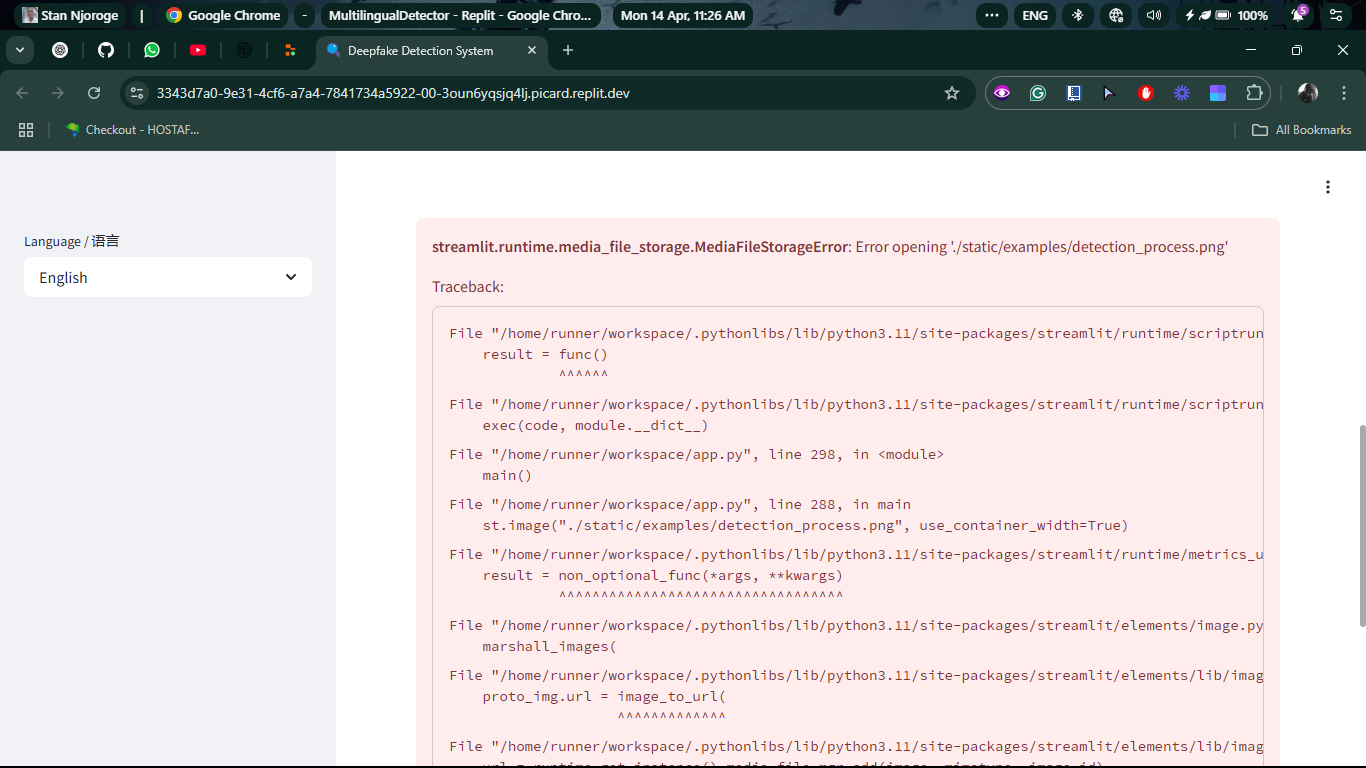 Stan Njoroge | Google Chrome - MultilingualDetector - Replit - Google Chro... Mon 14 Apr, 11:26 AM ... ENG 100% 5
Deepfake Detection System
3343d7a0-9e31-4cf6-a7a4-7841734a5922-00-3oun6yqsjq4lj.picard.replit.dev
Checkout - HOSTAF... All Bookmarks
Language / 语言
English
streamlit.runtime.media_file_storage.MediaFileStorageError: Error opening './static/examples/detection_process.png'
Traceback:
File "/home/runner/workspace/.pythonlibs/lib/python3.11/site-packages/streamlit/runtime/scriptrun
result = func()
^^^^^^
File "/home/runner/workspace/.pythonlibs/lib/python3.11/site-packages/streamlit/runtime/scriptrun
exec(code, module.__dict__)
File "/home/runner/workspace/app.py", line 298, in <module>
main()
File "/home/runner/workspace/app.py", line 288, in main
st.image("./static/examples/detection_process.png", use_container_width=True)
File "/home/runner/workspace/.pythonlibs/lib/python3.11/site-packages/streamlit/runtime/metrics_u
result = non_optional_func(*args, **kwargs)
^^^^^^^^^^^^^^^^^^^^^^^^^^^^^^^^^^
File "/home/runner/workspace/.pythonlibs/lib/python3.11/site-packages/streamlit/elements/image.py
marshall_images(
File "/home/runner/workspace/.pythonlibs/lib/python3.11/site-packages/streamlit/elements/lib/imag
proto_img.url = image_to_url(
^^^^^^^^^^^^^
File "/home/runner/workspace/.pythonlibs/lib/python3.11/site-packages/streamlit/elements/lib/imag